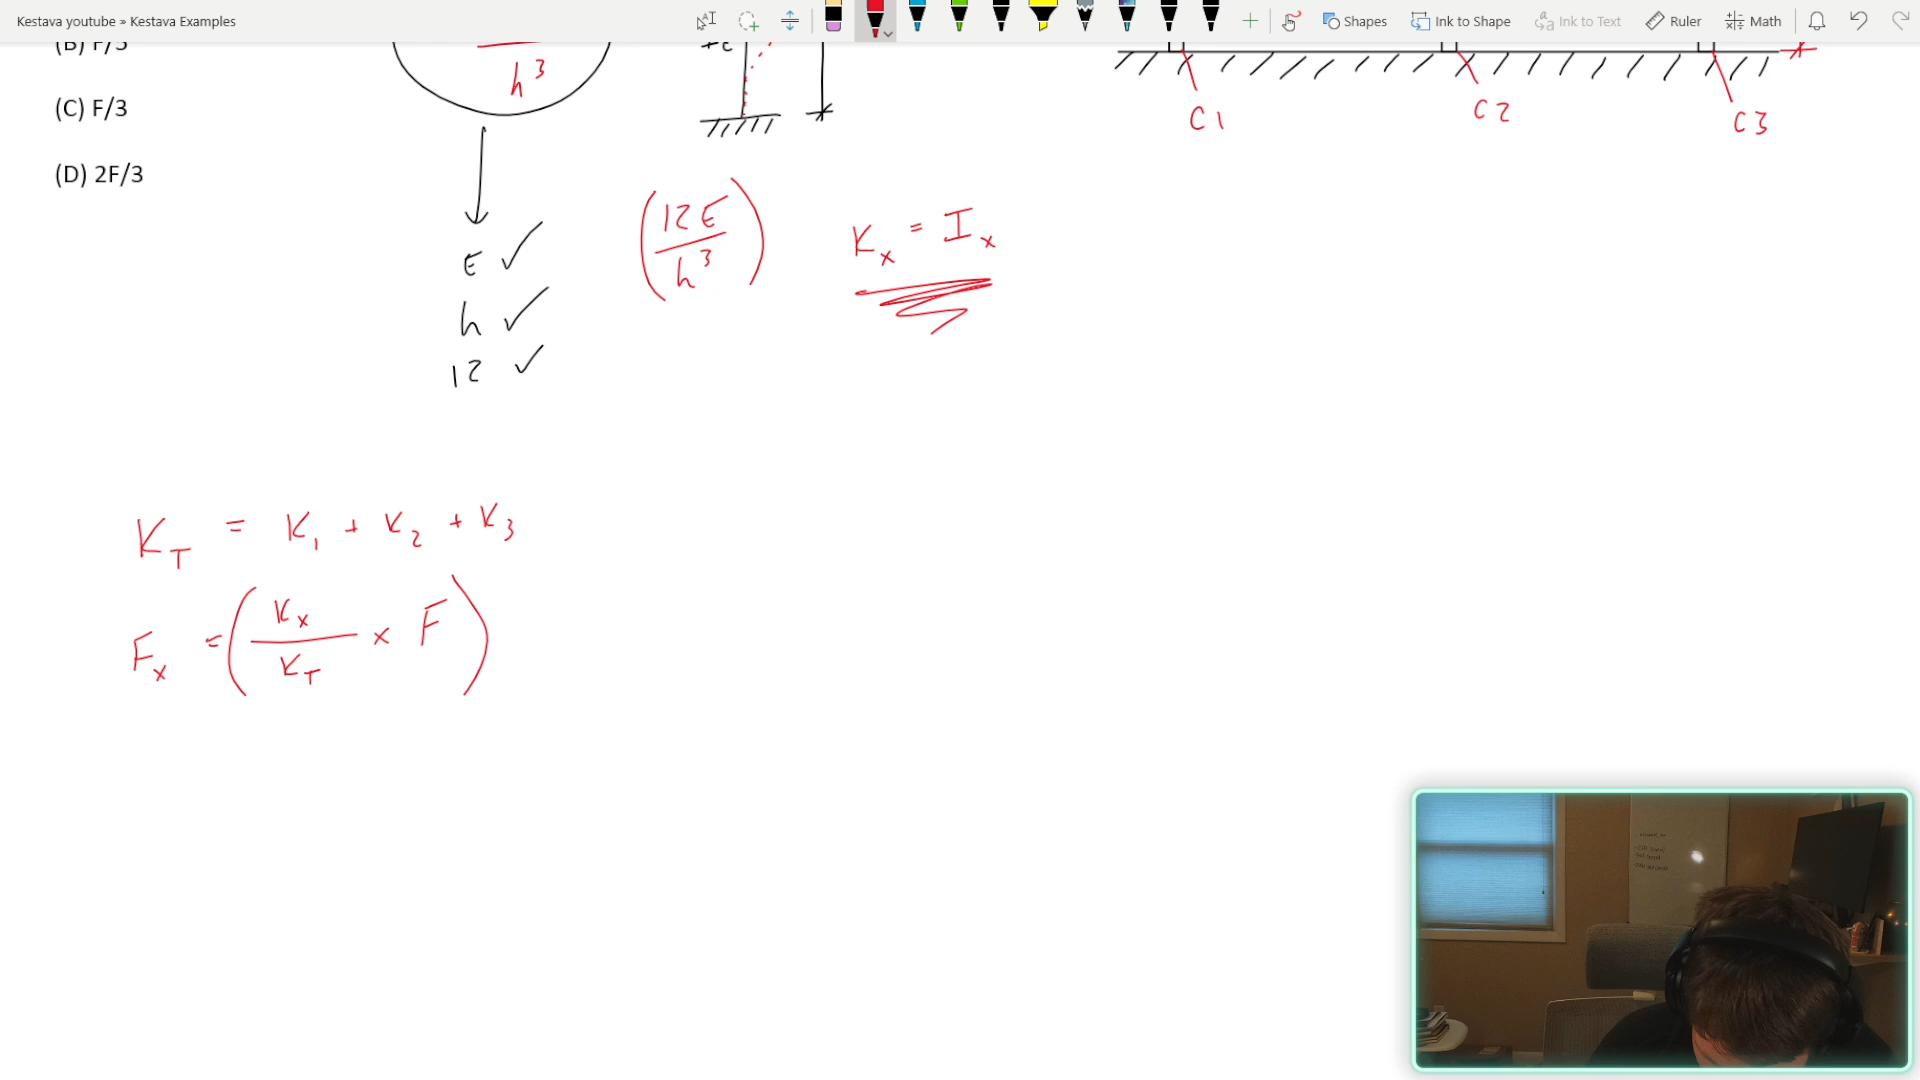 Kestava youtube » Kestava Examples
Shapes
Ink to Shape
Ink to Text
Ruler
Math
(B) F/5
(C) F/3
(D) 2F/3
h³
C1
C2
C3
E ✓
h ✓
12 ✓
(12E/h³)
Kx = Ix
KT = K1 + K2 + K3
Fx = (Kx/KT × F)